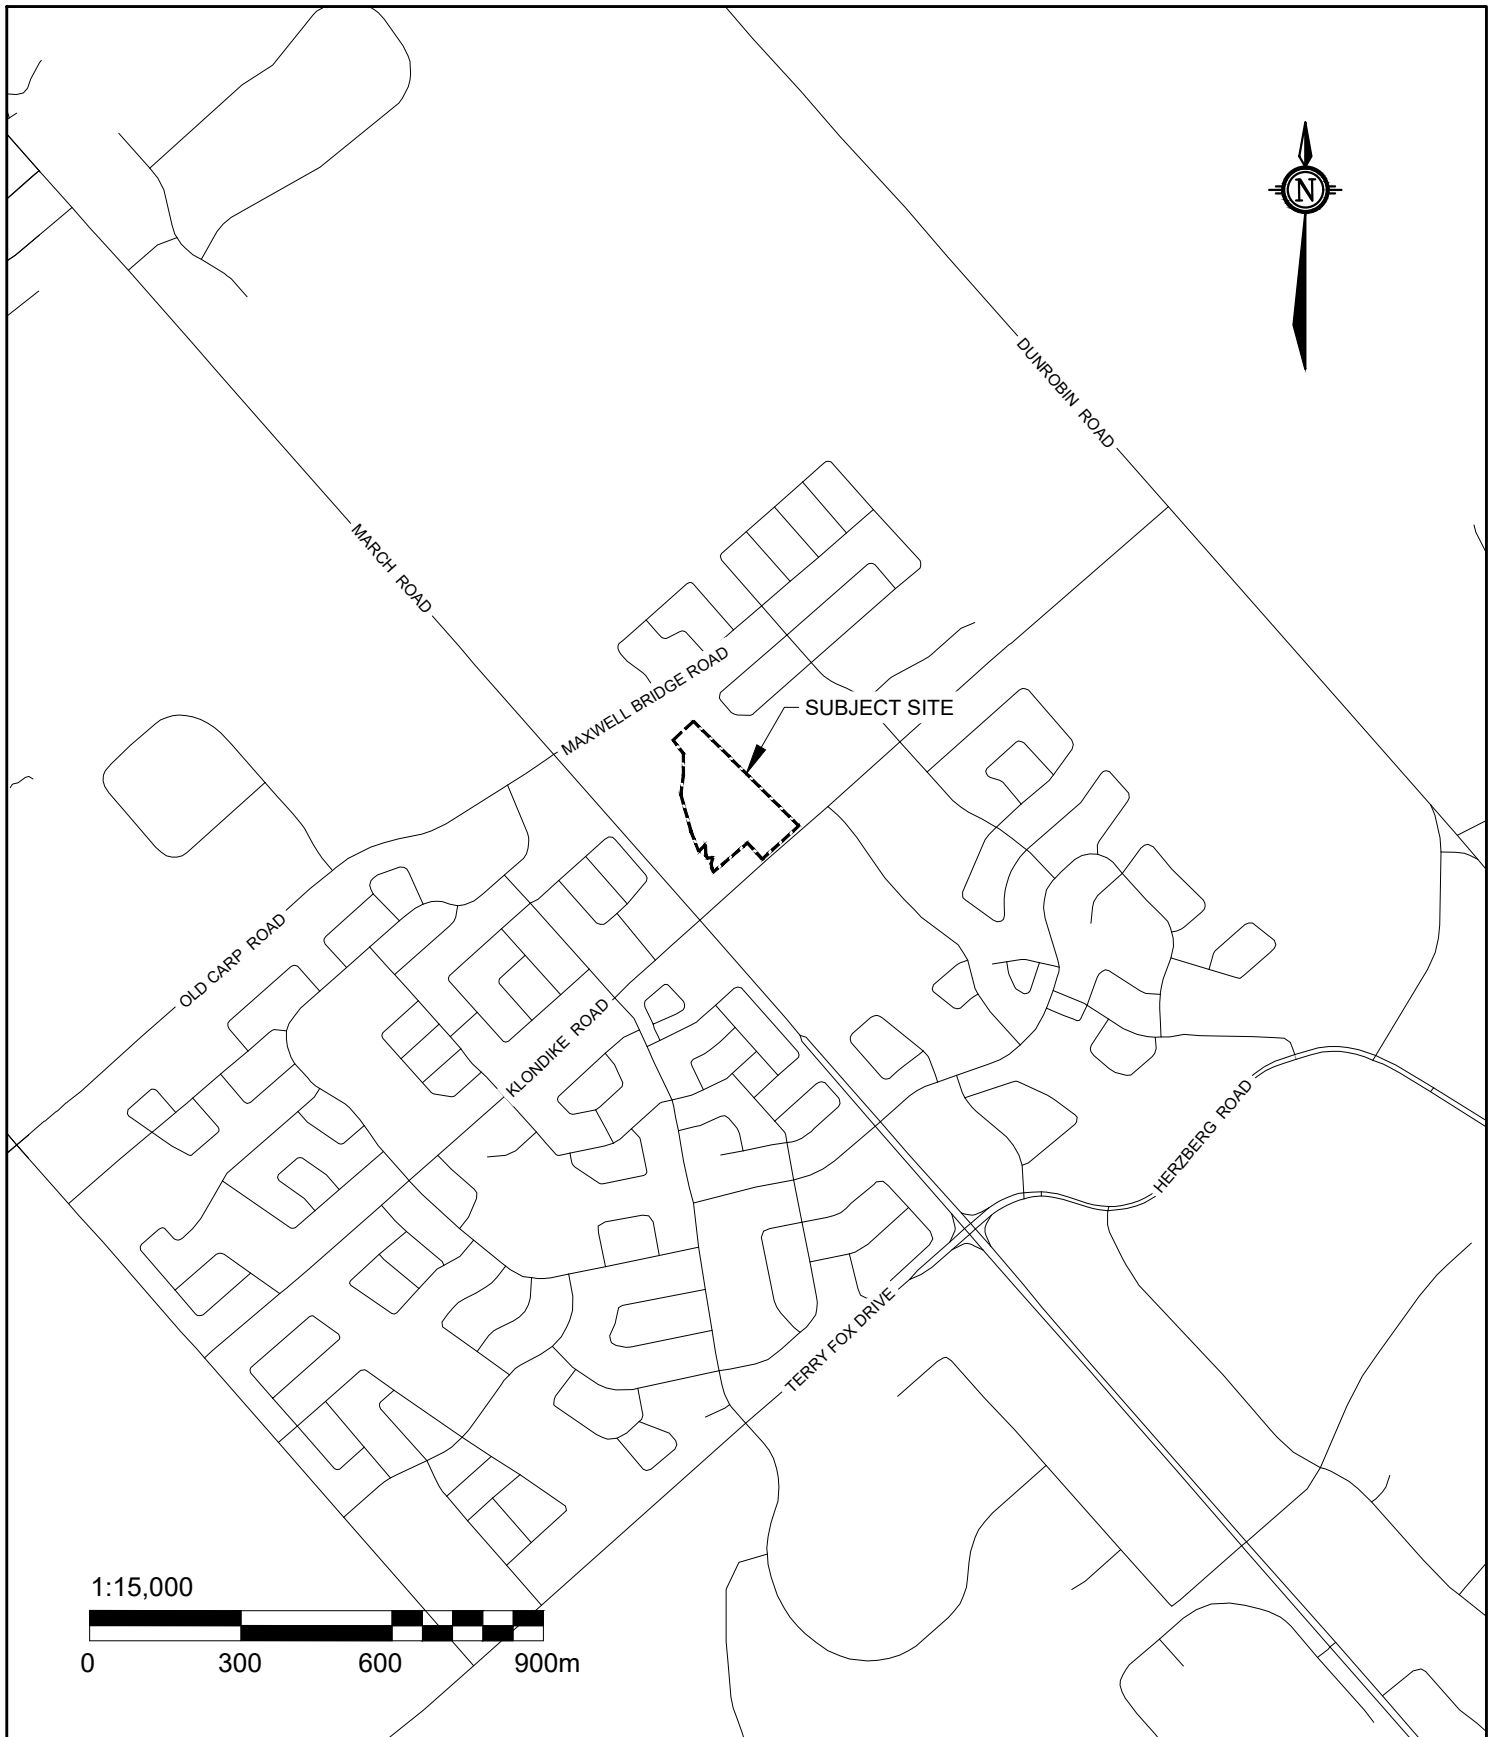 N
DUNROBIN ROAD
MARCH ROAD
MAXWELL BRIDGE ROAD
SUBJECT SITE
OLD CARP ROAD
KLONDIKE ROAD
HERZBERG ROAD
TERRY FOX DRIVE
1:15,000
0 300 600 900m